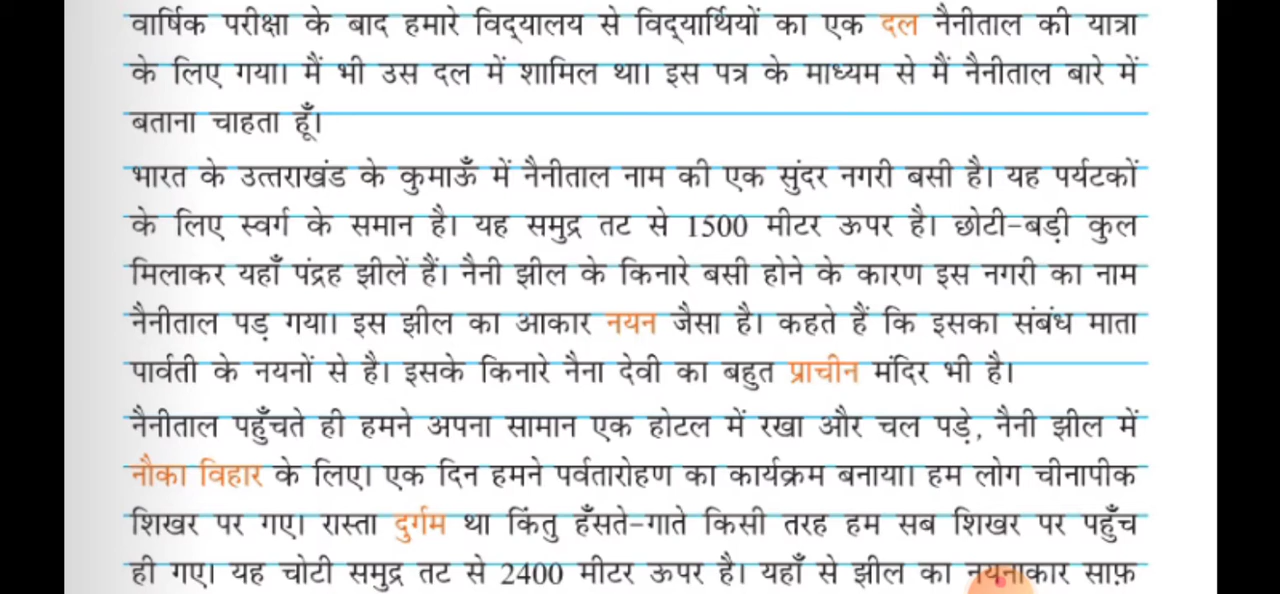 वार्षिक परीक्षा के बाद हमारे विद्यालय से विद्यार्थियों का एक दल नैनीताल की यात्रा
के लिए गया। मैं भी उस दल में शामिल था। इस पत्र के माध्यम से मैं नैनीताल बारे में
बताना चाहता हूँ।
भारत के उत्तराखंड के कुमाऊँ में नैनीताल नाम की एक सुंदर नगरी बसी है। यह पर्यटकों
के लिए स्वर्ग के समान है। यह समुद्र तट से 1500 मीटर ऊपर है। छोटी-बड़ी कुल
मिलाकर यहाँ पंद्रह झीलें हैं। नैनी झील के किनारे बसी होने के कारण इस नगरी का नाम
नैनीताल पड़ गया। इस झील का आकार नयन जैसा है। कहते हैं कि इसका संबंध माता
पार्वती के नयनों से है। इसके किनारे नैना देवी का बहुत प्राचीन मंदिर भी है।
नैनीताल पहुँचते ही हमने अपना सामान एक होटल में रखा और चल पड़े, नैनी झील में
नौका विहार के लिए। एक दिन हमने पर्वतारोहण का कार्यक्रम बनाया। हम लोग चीनापीक
शिखर पर गए। रास्ता दुर्गम था किंतु हँसते-गाते किसी तरह हम सब शिखर पर पहुँच
ही गए। यह चोटी समुद्र तट से 2400 मीटर ऊपर है। यहाँ से झील का नयनाकार साफ़